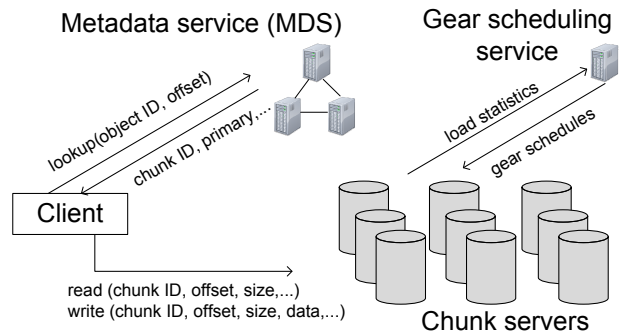 Metadata service (MDS)
Gear scheduling
service
lookup(object ID, offset)
chunk ID, primary,...
load statistics
gear schedules
Client
read (chunk ID, offset, size,...)
write (chunk ID, offset, size, data,...)
Chunk servers